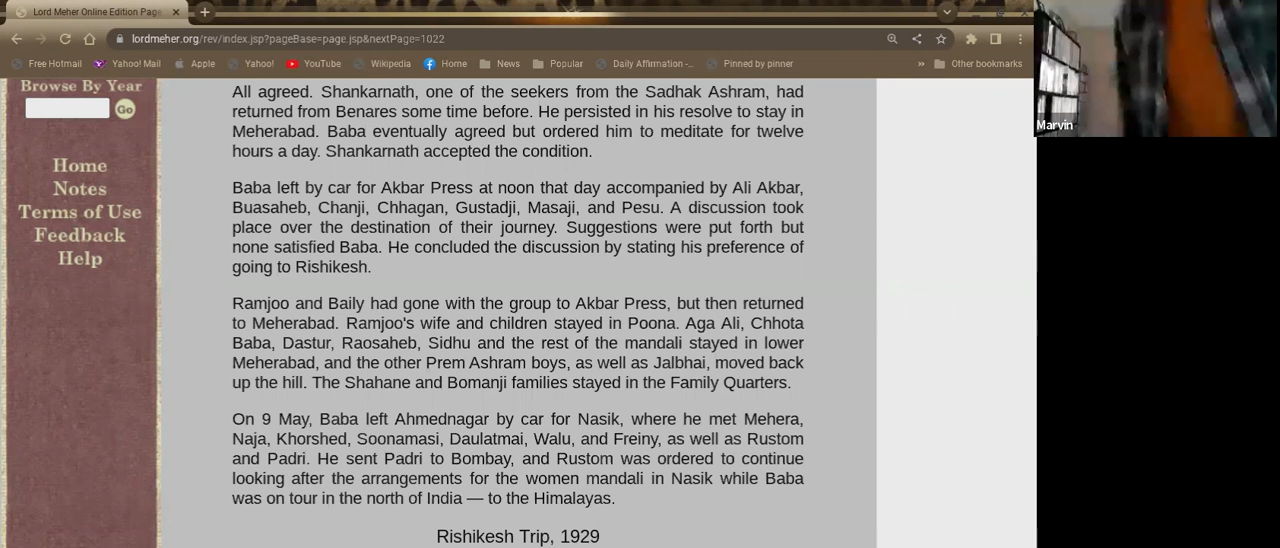 Lord Meher Online Edition Page
lordmeher.org/rev/index.jsp?pageBase=page.jsp&nextPage=1022
Free Hotmail Yahoo! Mail Apple Yahoo! YouTube Wikipedia Home News Popular Daily Affirmation -... Pinned by pinner » Other bookmarks
Browse By Year
Go
Home
Notes
Terms of Use
Feedback
Help
All agreed. Shankarnath, one of the seekers from the Sadhak Ashram, had
returned from Benares some time before. He persisted in his resolve to stay in
Meherabad. Baba eventually agreed but ordered him to meditate for twelve
hours a day. Shankarnath accepted the condition.
Baba left by car for Akbar Press at noon that day accompanied by Ali Akbar,
Buasaheb, Chanji, Chhagan, Gustadji, Masaji, and Pesu. A discussion took
place over the destination of their journey. Suggestions were put forth but
none satisfied Baba. He concluded the discussion by stating his preference of
going to Rishikesh.
Ramjoo and Baily had gone with the group to Akbar Press, but then returned
to Meherabad. Ramjoo's wife and children stayed in Poona. Aga Ali, Chhota
Baba, Dastur, Raosaheb, Sidhu and the rest of the mandali stayed in lower
Meherabad, and the other Prem Ashram boys, as well as Jalbhai, moved back
up the hill. The Shahane and Bomanji families stayed in the Family Quarters.
On 9 May, Baba left Ahmednagar by car for Nasik, where he met Mehera,
Naja, Khorshed, Soonamasi, Daulatmai, Walu, and Freiny, as well as Rustom
and Padri. He sent Padri to Bombay, and Rustom was ordered to continue
looking after the arrangements for the women mandali in Nasik while Baba
was on tour in the north of India — to the Himalayas.
Rishikesh Trip, 1929
Marvin